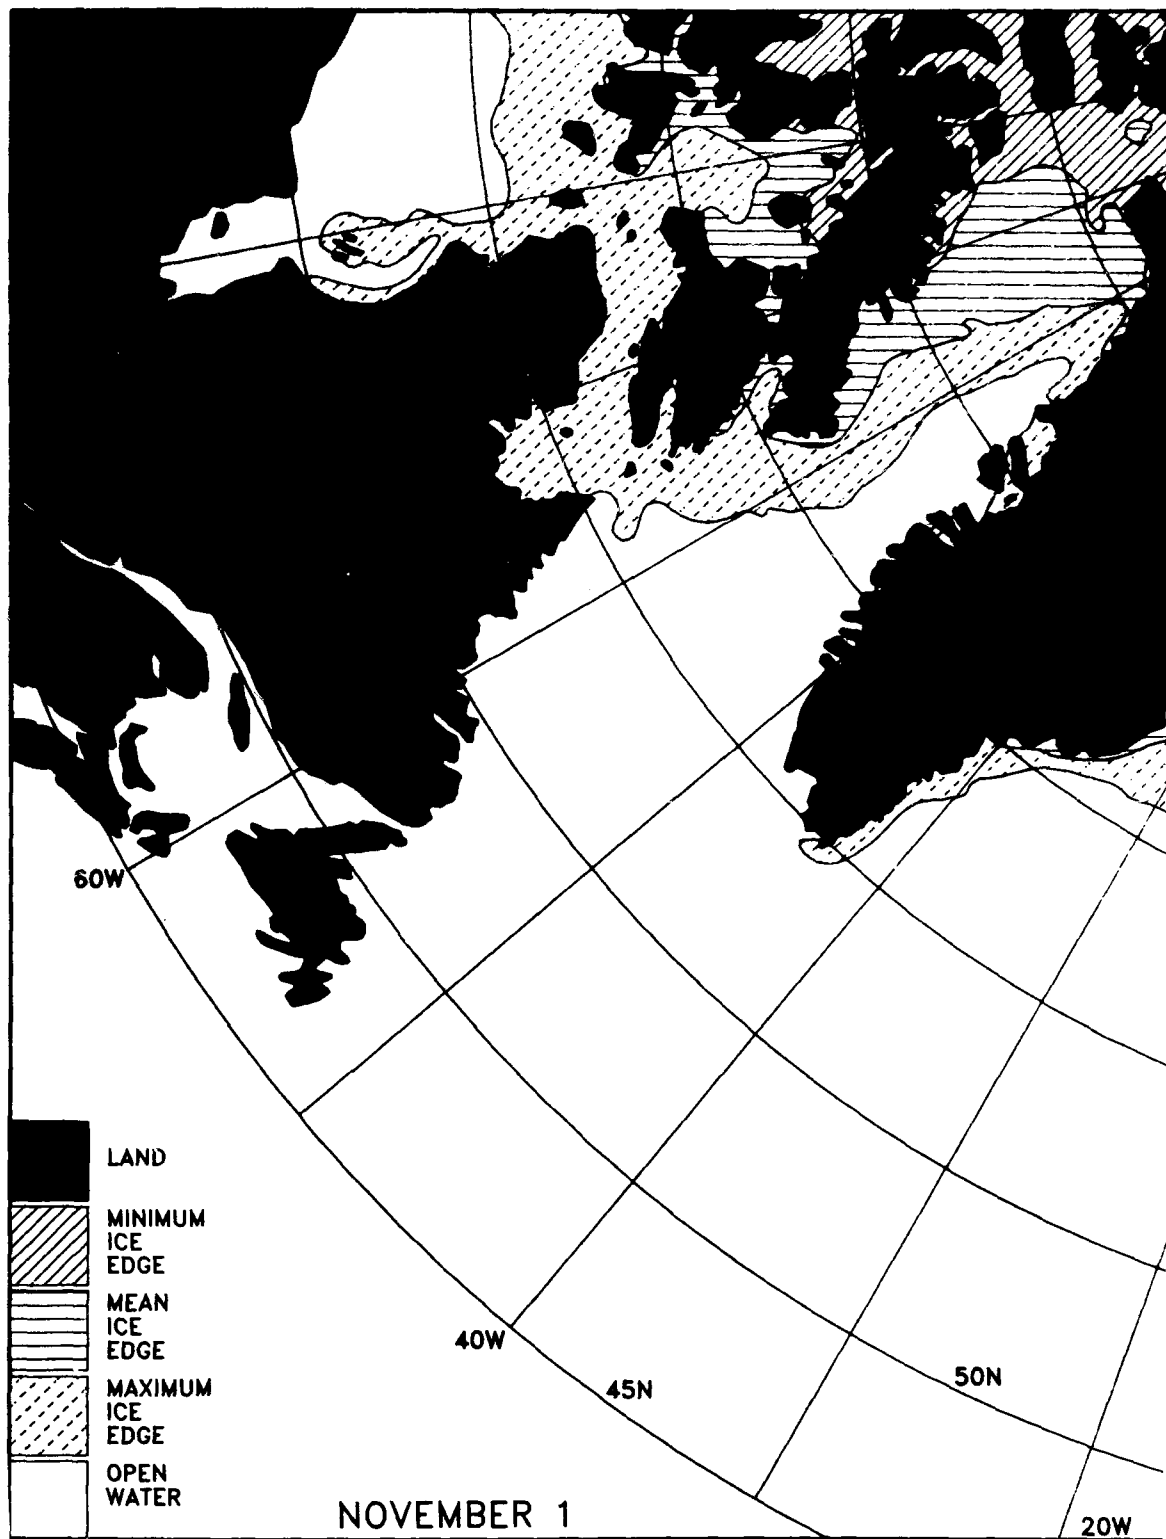 60W
LAND
MINIMUM
ICE
EDGE
MEAN
ICE
EDGE
MAXIMUM
ICE
EDGE
OPEN
WATER
40W
45N
50N
20W
NOVEMBER 1